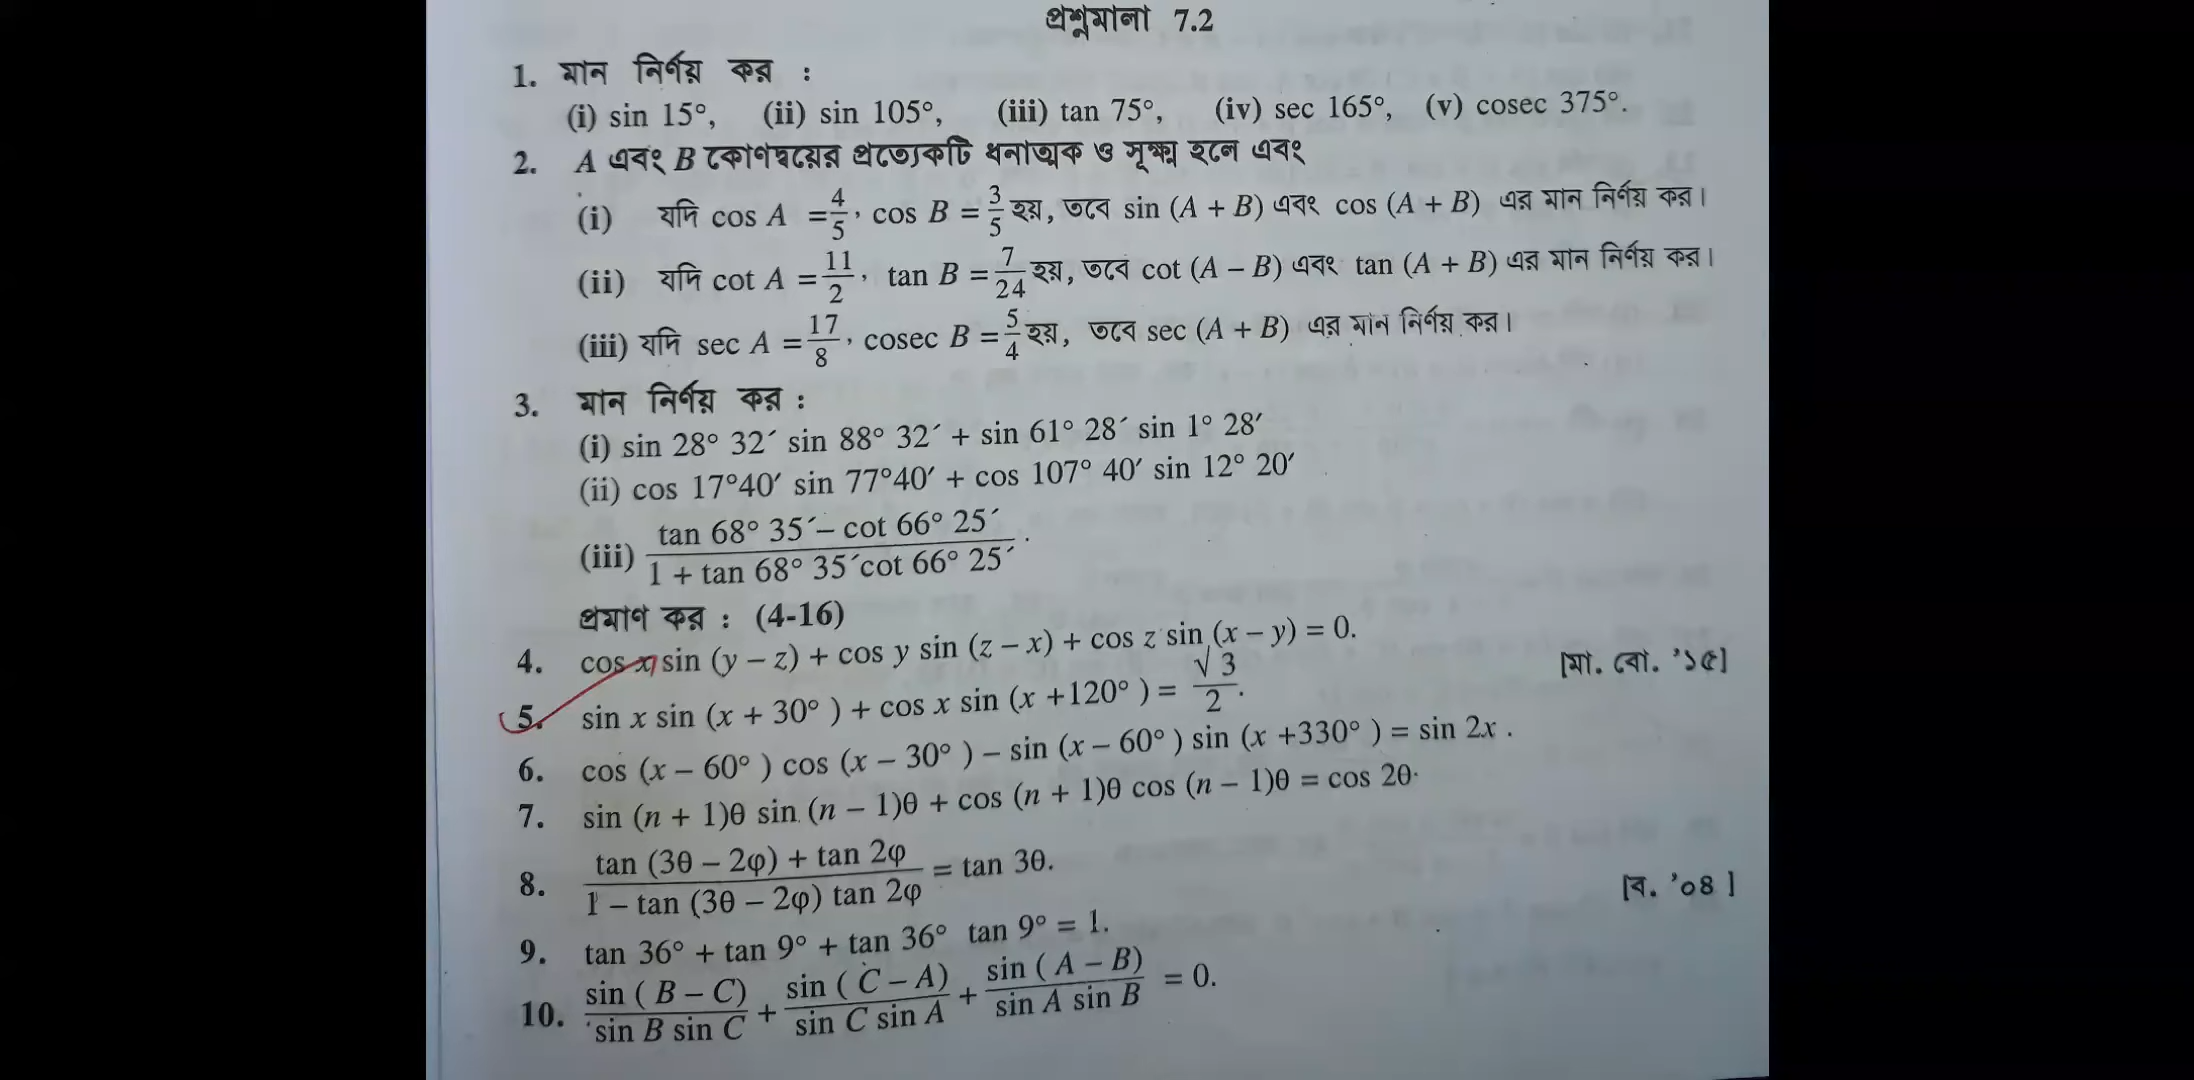 প্রশ্নমালা 7.2
1. মান নির্ণয় কর :
(i) sin 15°, (ii) sin 105°, (iii) tan 75°, (iv) sec 165°, (v) cosec 375°.
2. A এবং B কোণদ্বয়ের প্রত্যেকটি ধনাত্মক ও সূক্ষ্ম হলে এবং
(i) যদি cos A = 4/5, cos B = 3/5 হয়, তবে sin (A + B) এবং cos (A + B) এর মান নির্ণয় কর।
(ii) যদি cot A = 11/2, tan B = 7/24 হয়, তবে cot (A – B) এবং tan (A + B) এর মান নির্ণয় কর।
(iii) যদি sec A = 17/8, cosec B = 5/4 হয়, তবে sec (A + B) এর মান নির্ণয় কর।
3. মান নির্ণয় কর :
(i) sin 28° 32′ sin 88° 32′ + sin 61° 28′ sin 1° 28′
(ii) cos 17°40′ sin 77°40′ + cos 107° 40′ sin 12° 20′
(iii) (tan 68° 35′ – cot 66° 25′)/(1 + tan 68° 35′ cot 66° 25′).
প্রমাণ কর : (4-16)
4. cos x sin (y – z) + cos y sin (z – x) + cos z sin (x – y) = 0.
5. sin x sin (x + 30° ) + cos x sin (x +120° ) = √3/2. [মা. বো. '১৫]
6. cos (x – 60° ) cos (x – 30° ) – sin (x – 60° ) sin (x +330° ) = sin 2x .
7. sin (n + 1)θ sin (n – 1)θ + cos (n + 1)θ cos (n – 1)θ = cos 2θ.
8. (tan (3θ – 2φ) + tan 2φ)/(1 – tan (3θ – 2φ) tan 2φ) = tan 3θ. [ব. '০৪ ]
9. tan 36° + tan 9° + tan 36° tan 9° = 1.
10. sin ( B – C)/sin B sin C + sin ( C – A)/sin C sin A + sin ( A – B)/sin A sin B = 0.